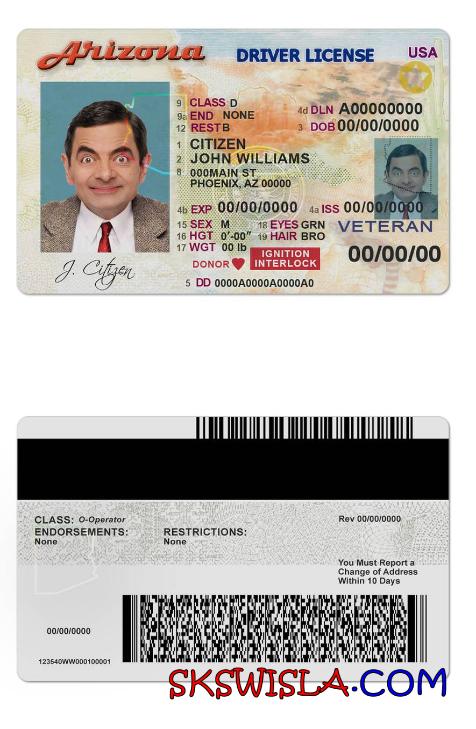 Arizona DRIVER LICENSE USA
9 CLASS D
9a END NONE 4d DLN A00000000
12 REST B 3 DOB 00/00/0000
1 CITIZEN
2 JOHN WILLIAMS
8 000MAIN ST
PHOENIX, AZ 00000
4b EXP 00/00/0000 4a ISS 00/00/0000
15 SEX M 18 EYES GRN VETERAN
16 HGT 0'-00" 19 HAIR BRO
17 WGT 00 lb
DONOR IGNITION INTERLOCK 00/00/00
J. Citizen
5 DD 0000A0000A0000A0
CLASS: O-Operator Rev 00/00/0000
ENDORSEMENTS: RESTRICTIONS:
None None
You Must Report a
Change of Address
Within 10 Days
00/00/0000
123540WW000100001
SKSWISLA.COM